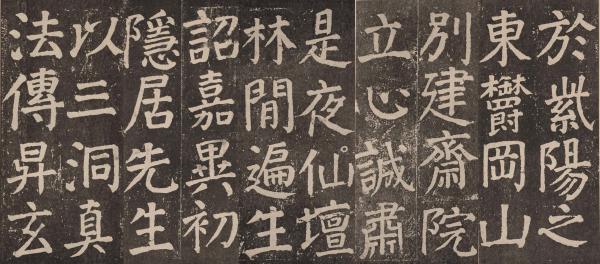 於紫陽之
東欝岡山
別建齋院
立心誠肅
是夜仙壇
林間遍生
詔嘉異初
隱居先生
以三洞真
法傳昇玄